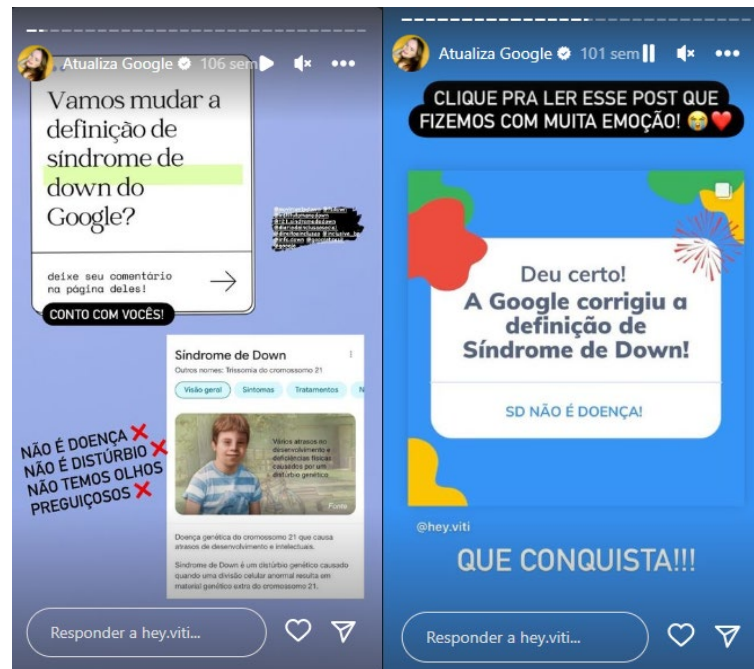 Atualiza Google 106 sem
Vamos mudar a
definição de
síndrome de
down do
Google?
deixe seu comentário
na página deles!
CONTO COM VOCÊS!
Síndrome de Down
Outros nomes: Trissomia do cromossomo 21
Visão geral
Sintomas
Tratamentos
N
Vários atrasos no
desenvolvimento e
deficiências físicas
causados por um
distúrbio genético
Fonte
NÃO É DOENÇA
NÃO É DISTÚRBIO
NÃO TEMOS OLHOS
PREGUIÇOSOS
Doença genética do cromossomo 21 que causa
atrasos de desenvolvimento e intelectuais.
Síndrome de Down é um distúrbio genético causado
quando uma divisão celular anormal resulta em
material genético extra do cromossomo 21.
Responder a hey.viti...
Atualiza Google 101 sem
CLIQUE PRA LER ESSE POST QUE
FIZEMOS COM MUITA EMOÇÃO!
Deu certo!
A Google corrigiu a
definição de
Síndrome de Down!
SD NÃO É DOENÇA!
@hey.viti
QUE CONQUISTA!!!
Responder a hey.viti...